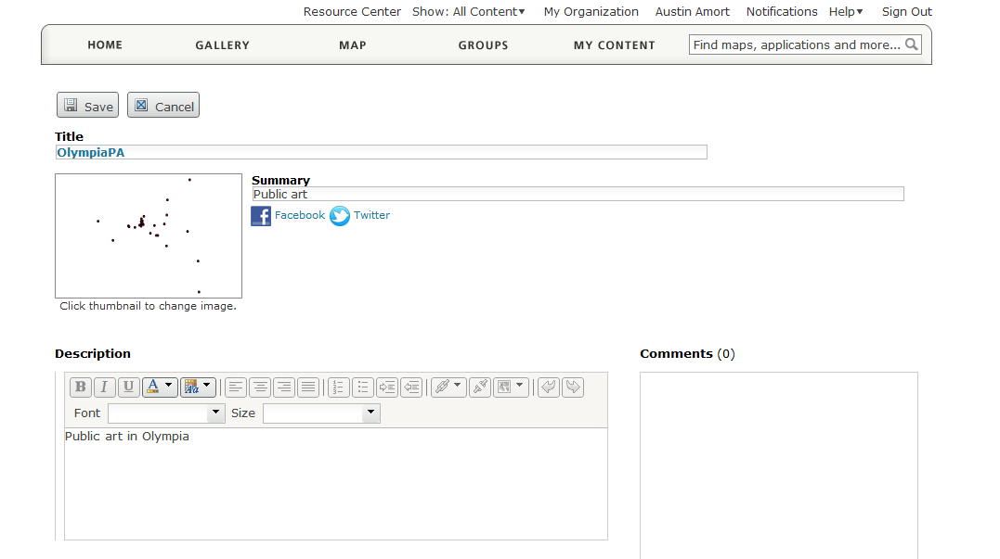 Resource Center Show: All Content▾ My Organization Austin Amort Notifications Help▾ Sign Out
HOME GALLERY MAP GROUPS MY CONTENT Find maps, applications and more...
Save Cancel
Title
OlympiaPA
Summary
Public art
Facebook Twitter
Click thumbnail to change image.
Description
Comments (0)
B I U A Aa
Font Size
Public art in Olympia